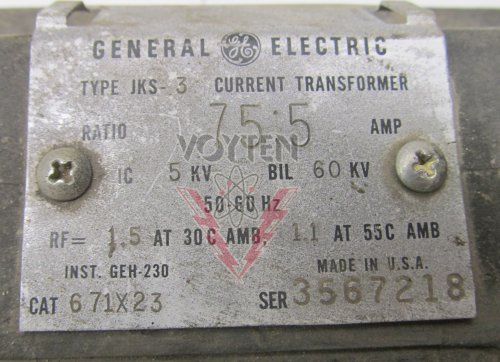 GENERAL GE ELECTRIC
TYPE JKS-3 CURRENT TRANSFORMER
RATIO 75:5 AMP
VOYTEN
IC 5 KV BIL 60 KV
50-60 Hz
RF= 1.5 AT 30C AMB. 1.1 AT 55C AMB
INST. GEH-230 MADE IN U.S.A.
CAT 671X23 SER 3567218